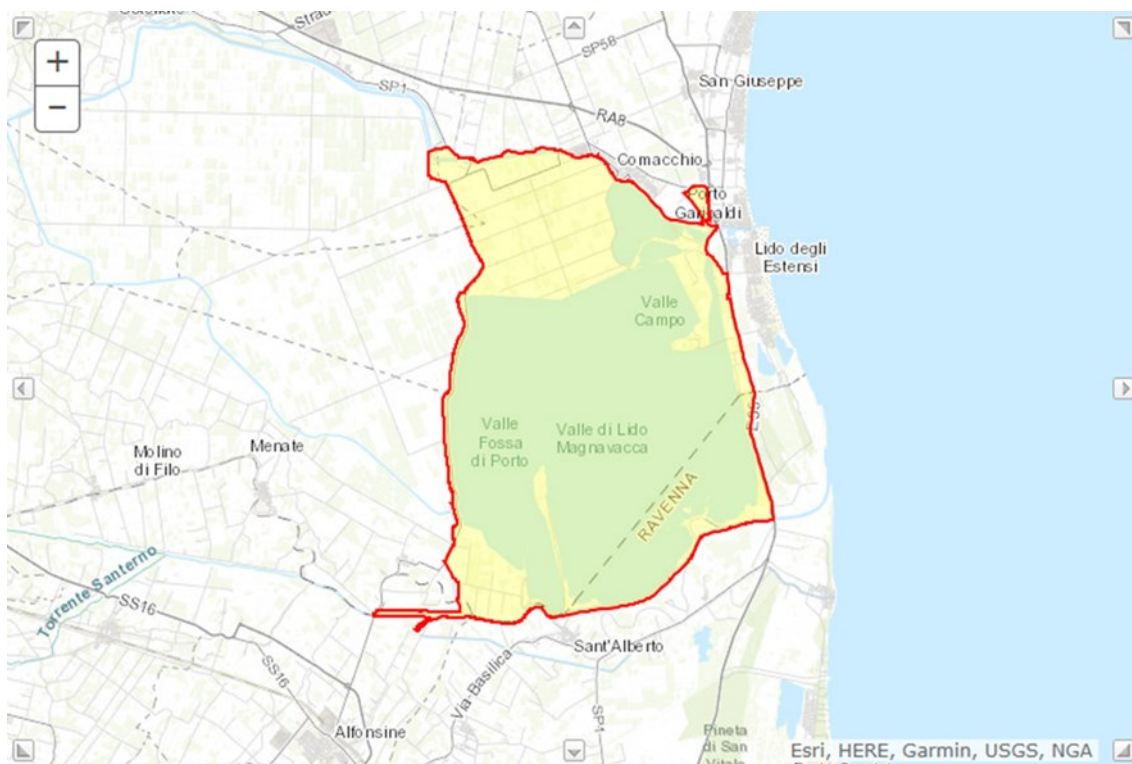 +
−
SP58
San Giuseppe
SP1
RA8
Comacchio
Porto
Garibaldi
Lido degli
Estensi
Valle
Campo
E55
Valle
Fossa
di Porto
Valle di Lido
Magnavacca
Menate
Molino
di Filo
RAVENNA
Torrente Santerno
SS16
Sant'Alberto
Via-Basilica
SS16
SP1
Alfonsine
Pineta
di San
Vitale
Esri, HERE, Garmin, USGS, NGA